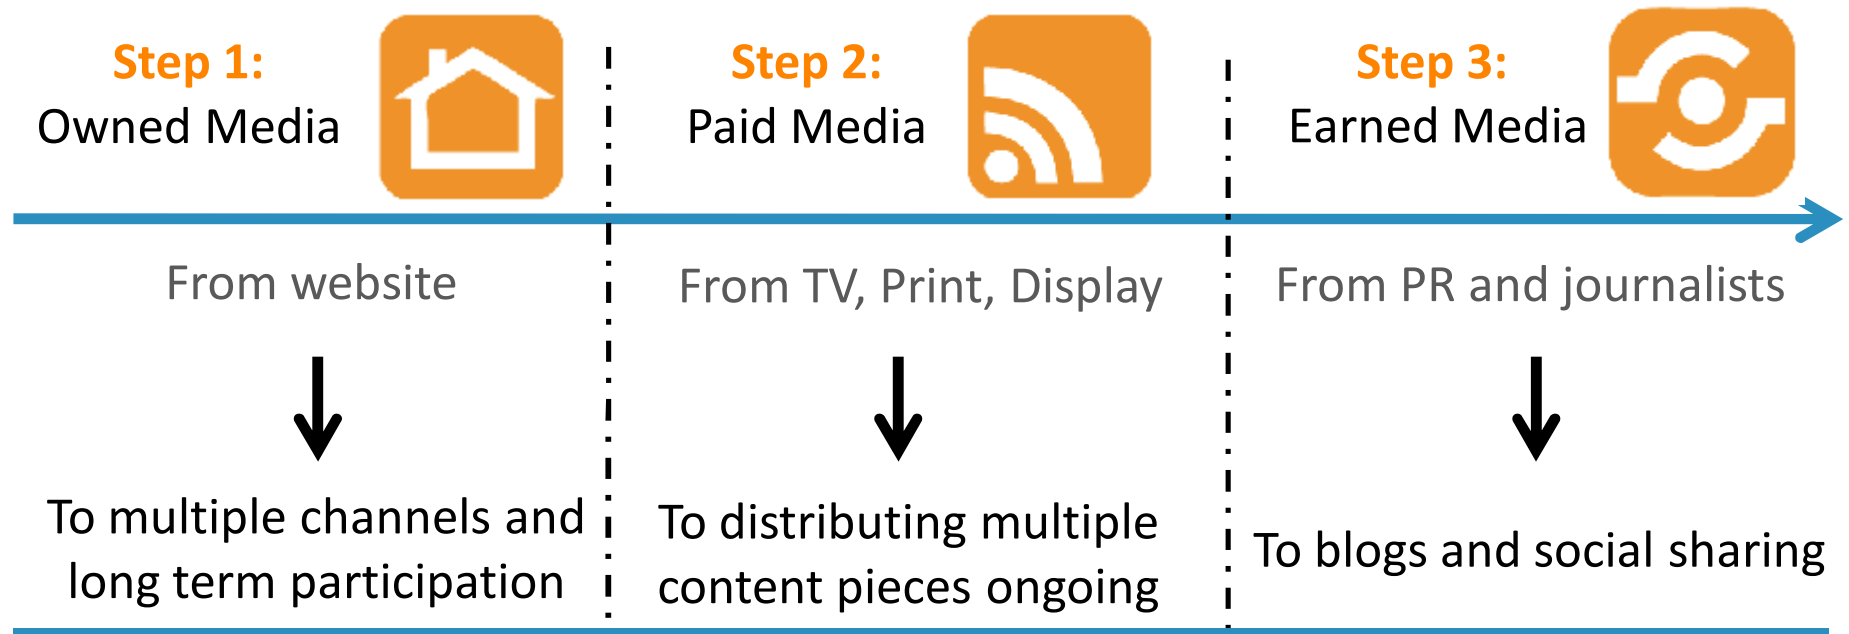 Step 1:
Owned Media
From website
To multiple channels and
long term participation
Step 2:
Paid Media
From TV, Print, Display
To distributing multiple
content pieces ongoing
Step 3:
Earned Media
From PR and journalists
To blogs and social sharing